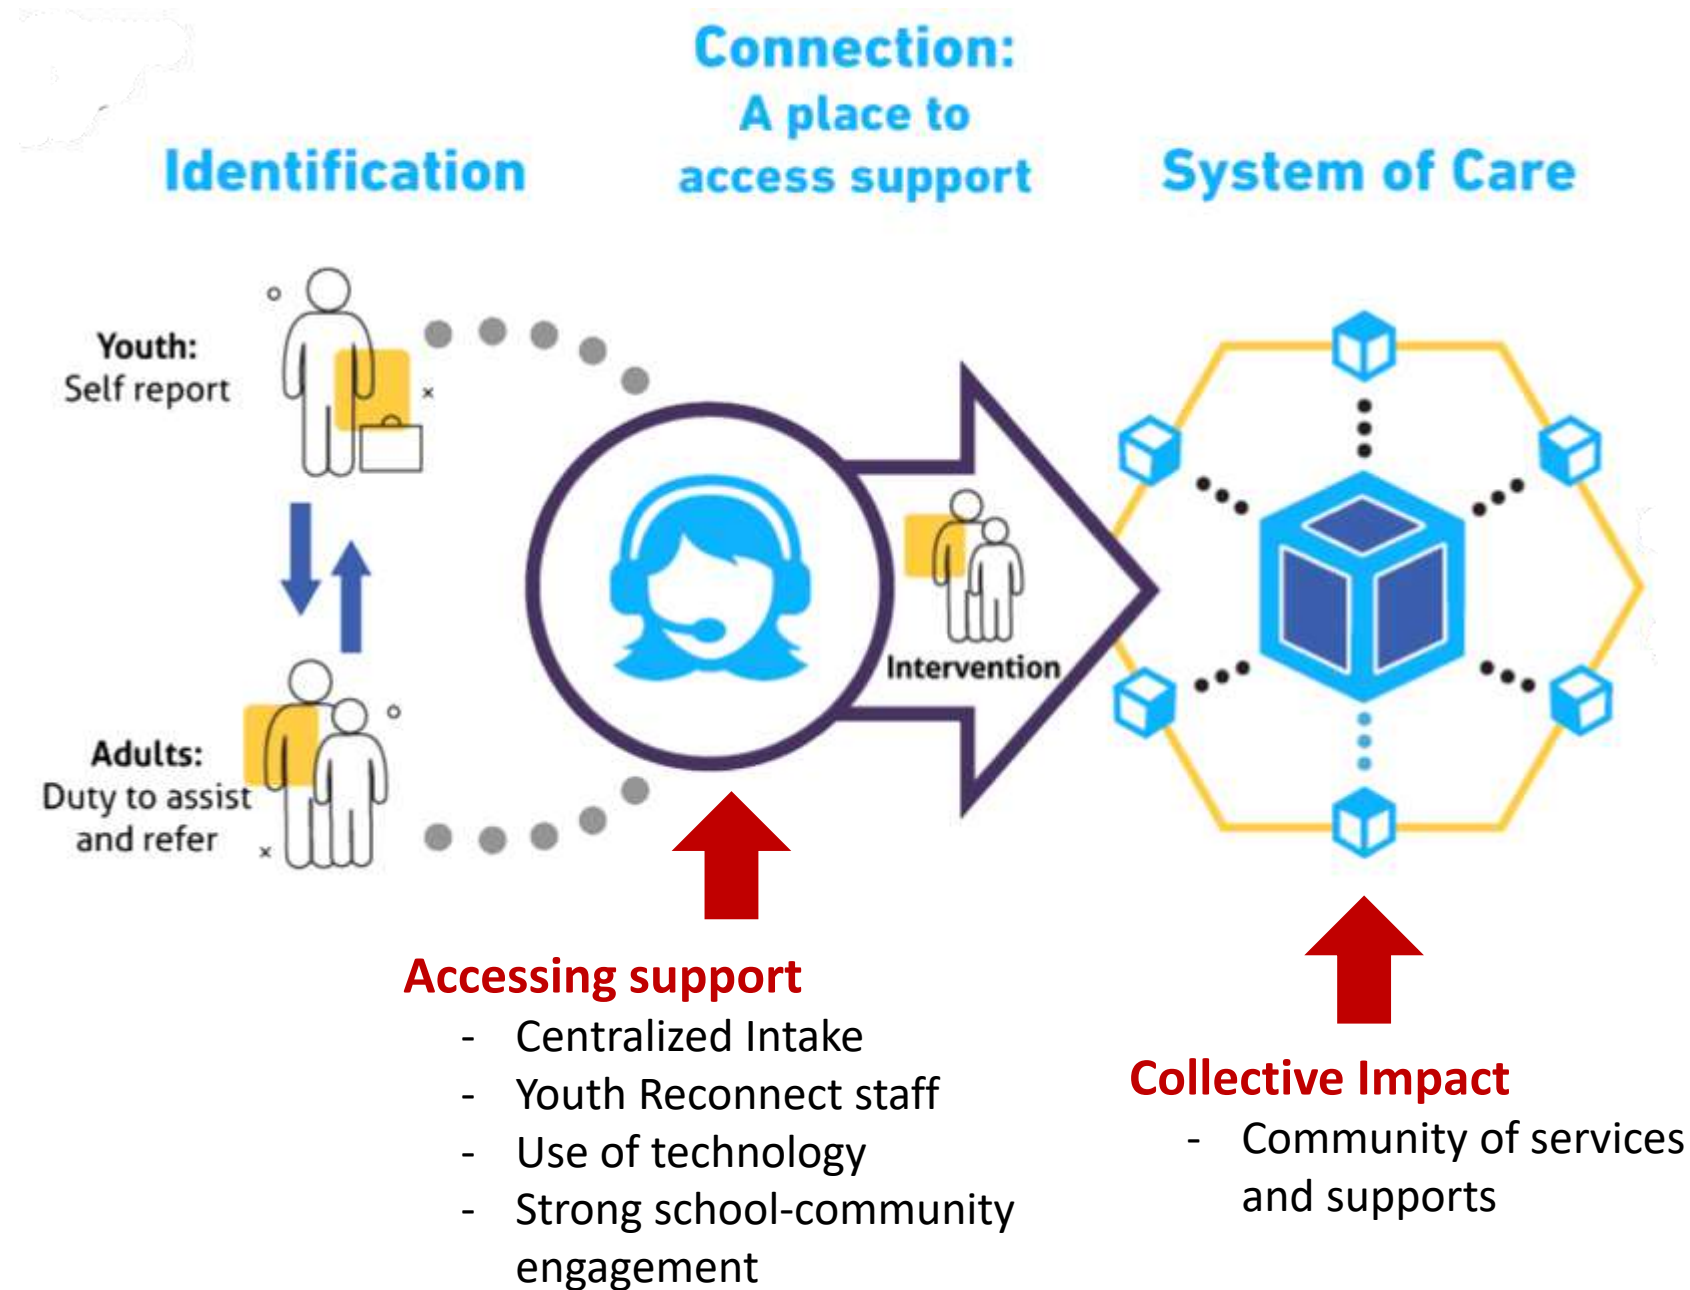 Connection:
A place to
access support
Identification
System of Care
Youth:
Self report
Adults:
Duty to assist
and refer
Intervention
Accessing support
- Centralized Intake
- Youth Reconnect staff
- Use of technology
- Strong school-community
engagement
Collective Impact
- Community of services
and supports